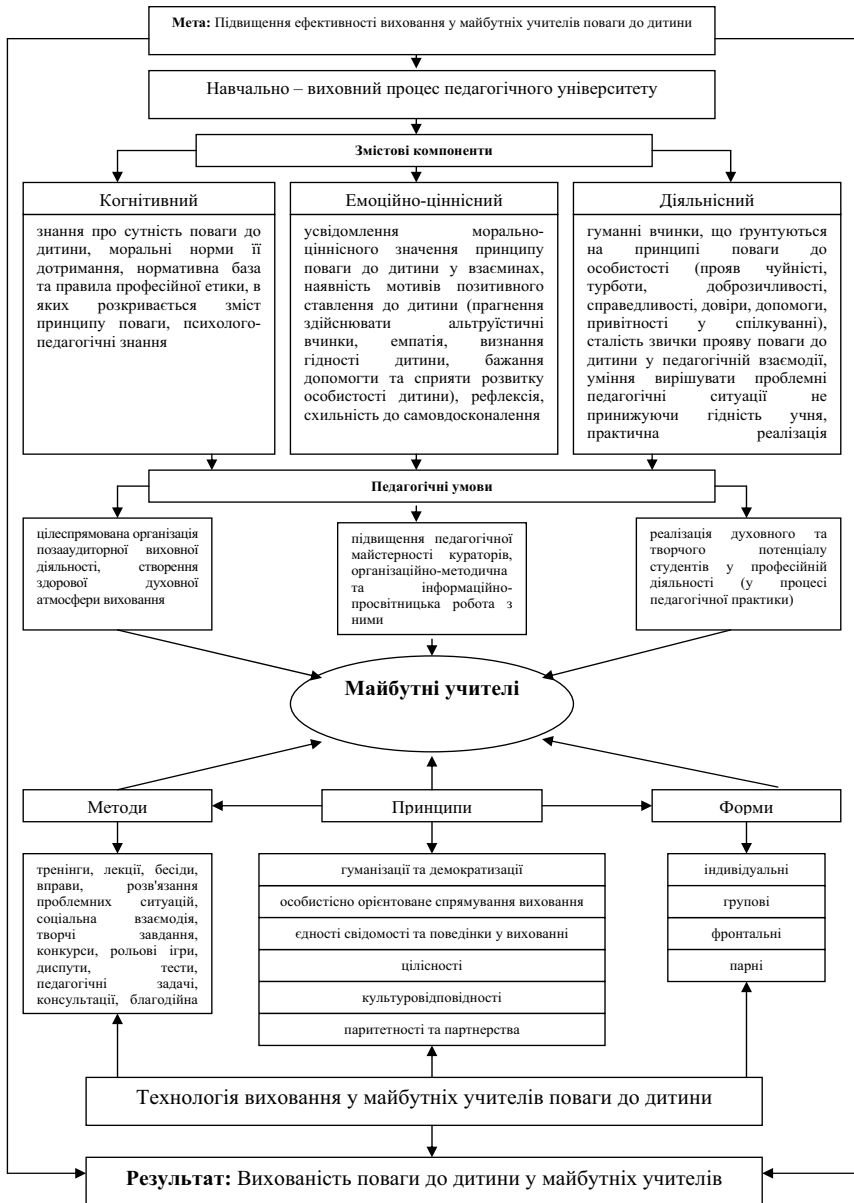 Мета: Підвищення ефективності виховання у майбутніх учителів поваги до дитини
Навчально – виховний процес педагогічного університету
Змістові компоненти
Когнітивний
знання про сутність поваги до
дитини, моральні норми її
дотримання, нормативна база
та правила професійної етики, в
яких розкривається зміст
принципу поваги, психолого-
педагогічні знання
Емоційно-ціннісний
усвідомлення морально-
ціннісного значення принципу
поваги до дитини у взаєминах,
наявність мотивів позитивного
ставлення до дитини (прагнення
здійснювати альтруїстичні
вчинки, емпатія, визнання
гідності дитини, бажання
допомогти та сприяти розвитку
особистості дитини), рефлексія,
схильність до самовдосконалення
Діяльнісний
гуманні вчинки, що ґрунтуються
на принципі поваги до
особистості (прояв чуйністі,
турботи, доброзичливості,
справедливості, довіри, допомоги,
привітності у спілкуванні),
сталість звички прояву поваги до
дитини у педагогічній взаємодії,
уміння вирішувати проблемні
педагогічні ситуації не
принижуючи гідність учня,
практична реалізація
Педагогічні умови
цілеспрямована організація
позааудиторної виховної
діяльності, створення
здорової духовної
атмосфери виховання
підвищення педагогічної
майстерності кураторів,
організаційно-методична
та інформаційно-
просвітницька робота з
ними
реалізація духовного та
творчого потенціалу
студентів у професійній
діяльності (у процесі
педагогічної практики)
Майбутні учителі
Методи
Принципи
Форми
тренінги, лекції, бесіди,
вправи, розв'язання
проблемних ситуацій,
соціальна взаємодія,
творчі завдання,
конкурси, рольові ігри,
диспути, тести,
педагогічні задачі,
консультації, благодійна
гуманізації та демократизації
особистісно орієнтоване спрямування виховання
єдності свідомості та поведінки у вихованні
цілісності
культуровідповідності
паритетності та партнерства
індивідуальні
групові
фронтальні
парні
Технологія виховання у майбутніх учителів поваги до дитини
Результат: Вихованість поваги до дитини у майбутніх учителів